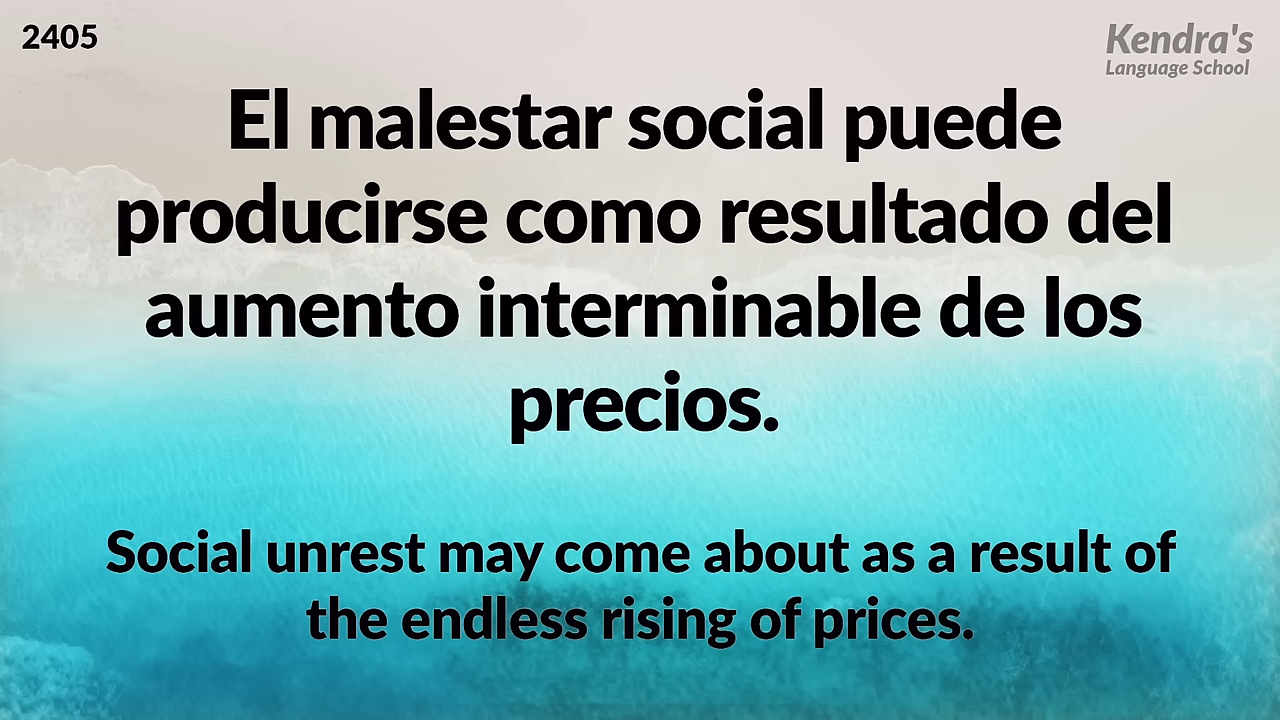 2405
Kendra's
Language School
El malestar social puede
producirse como resultado del
aumento interminable de los
precios.
Social unrest may come about as a result of
the endless rising of prices.